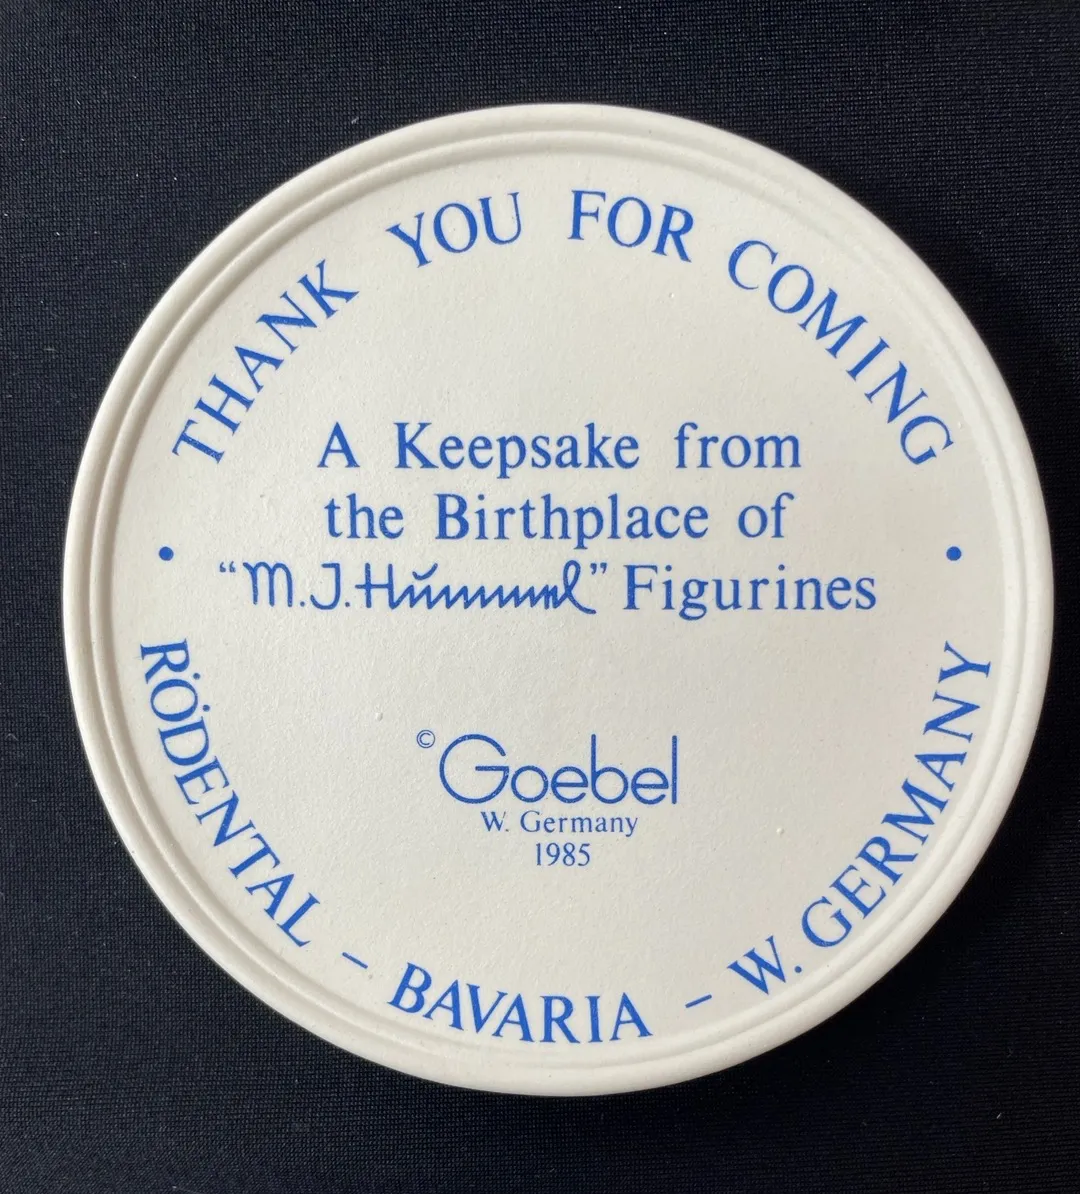 THANK YOU FOR COMING
A Keepsake from
the Birthplace of
“M.J. Hummel” Figurines
© Goebel
W. Germany
1985
RÖDENTAL – BAVARIA – W. GERMANY